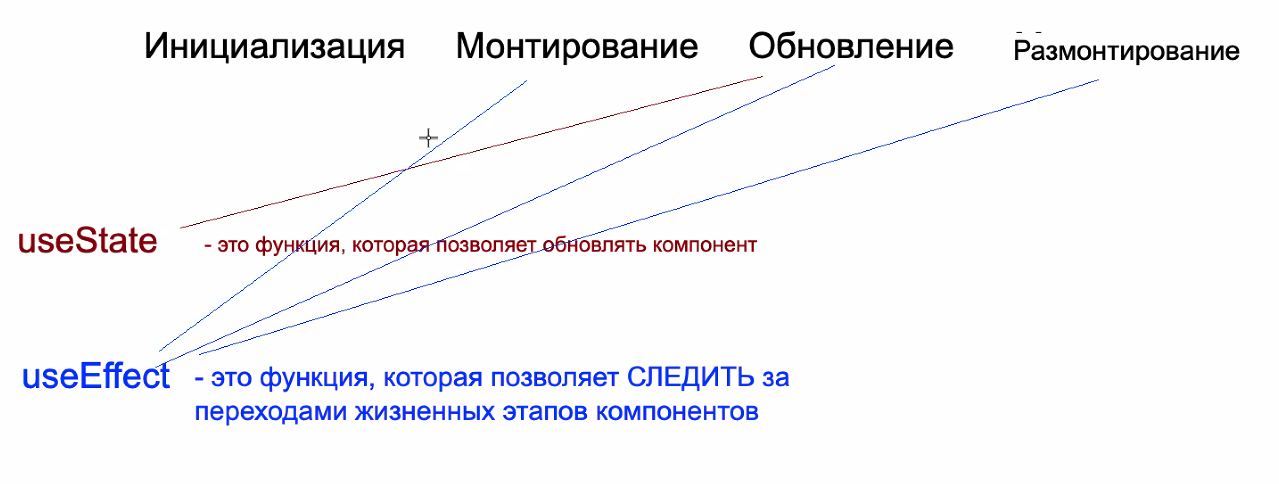 Инициализация Монтирование Обновление Размонтирование
useState - это функция, которая позволяет обновлять компонент
useEffect - это функция, которая позволяет СЛЕДИТЬ за
переходами жизненных этапов компонентов